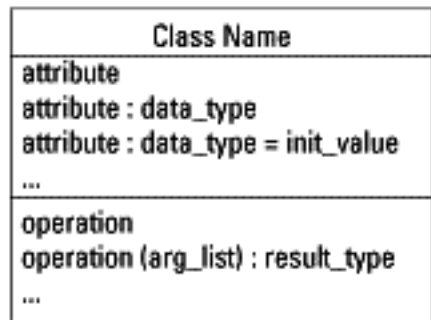 Class Name
attribute
attribute : data_type
attribute : data_type = init_value
...
operation
operation (arg_list) : result_type
...